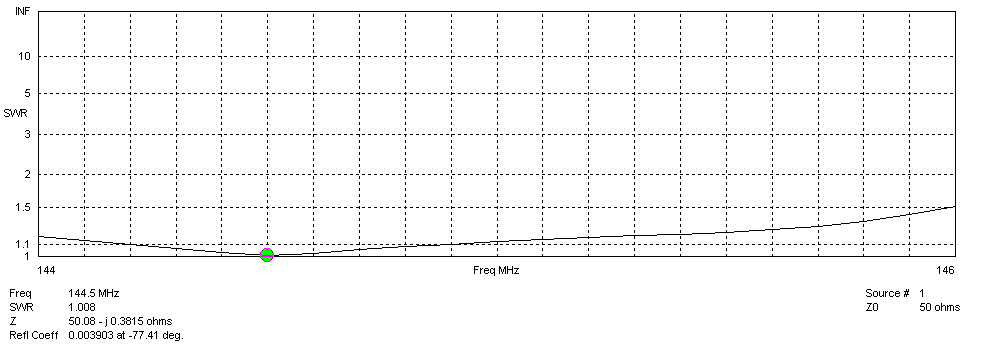 INF
10
5
SWR
3
2
1.5
1.1
1
144 Freq MHz 146
Freq 144.5 MHz Source # 1
SWR 1.008 Z0 50 ohms
Z 50.08 - j 0.3815 ohms
Refl Coeff 0.003903 at -77.41 deg.